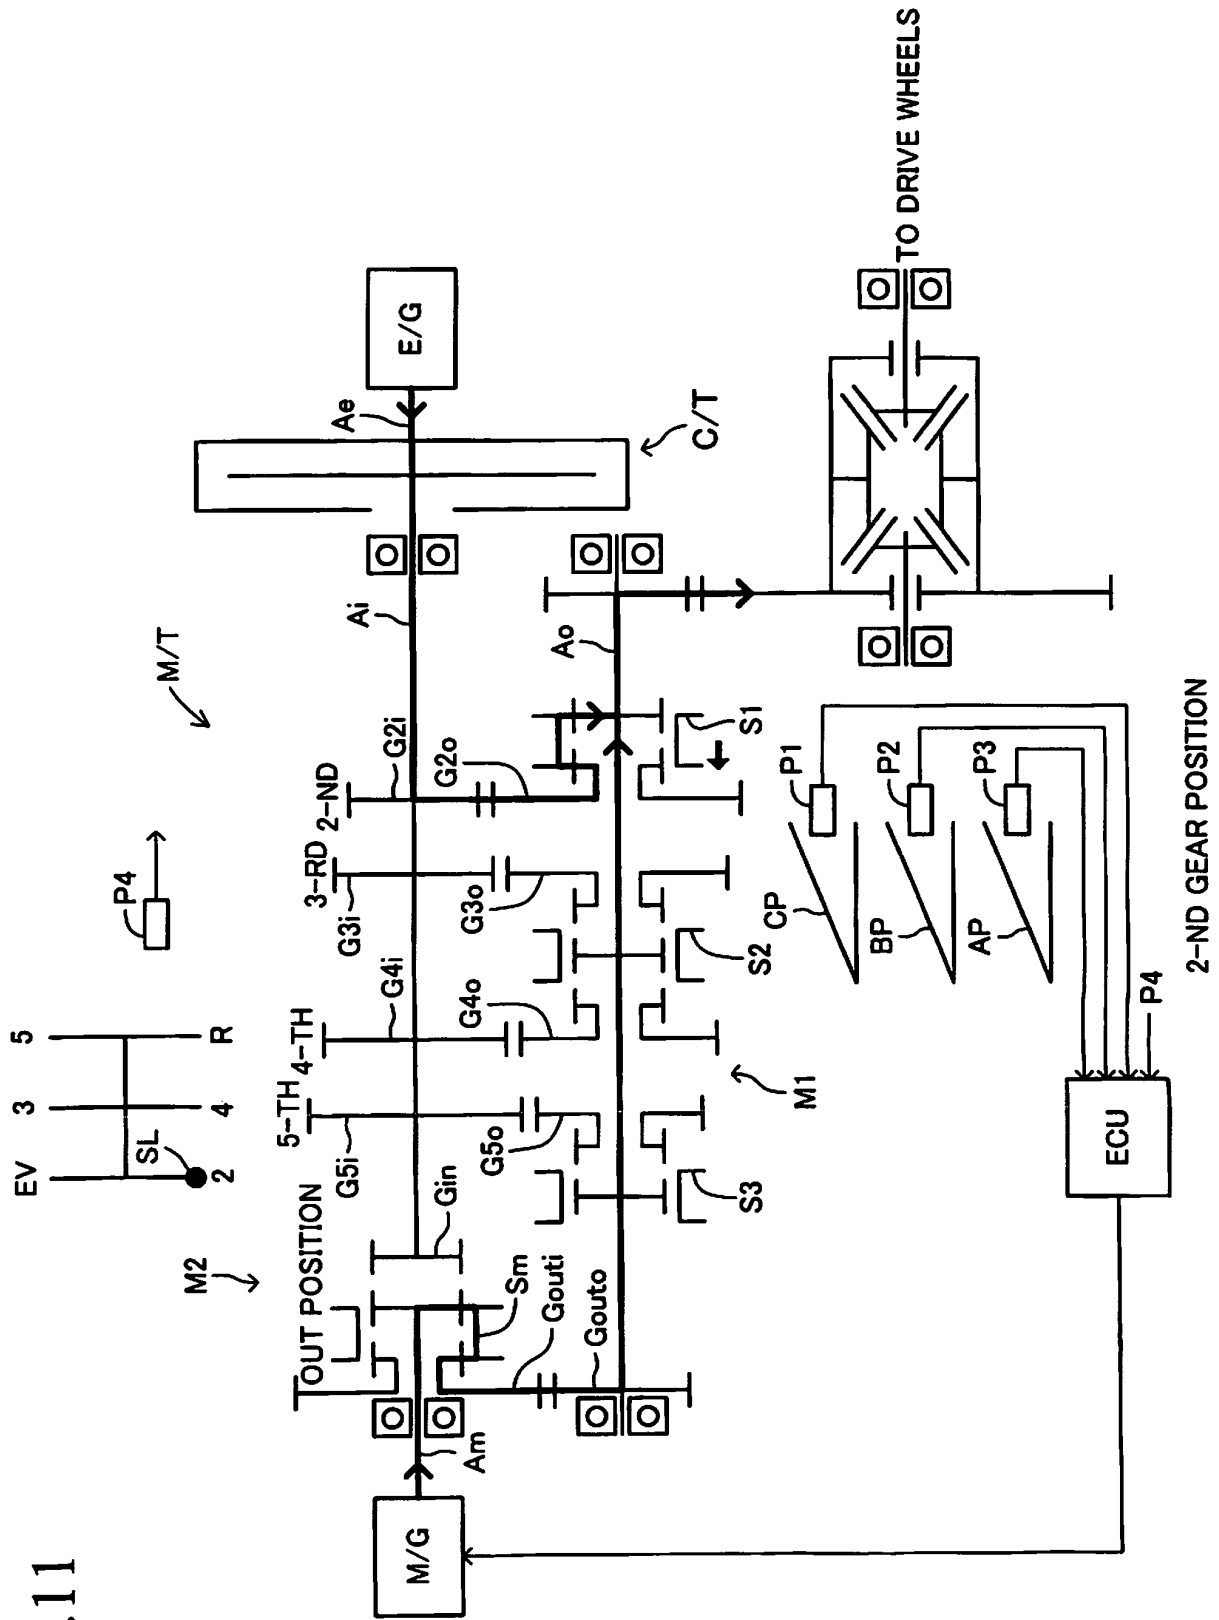 .11
EV
3
5
SL
2
4
R
P4
M/T
M2
OUT POSITION
5-TH
4-TH
3-RD
2-ND
G5i
G4i
G3i
G2i
Ai
Ae
E/G
C/T
Gin
Sm
Gouti
Gouto
G5o
G4o
G3o
G2o
Ao
M/G
Am
S3
S2
S1
M1
TO DRIVE WHEELS
CP
P1
BP
P2
AP
P3
P4
ECU
2-ND GEAR POSITION